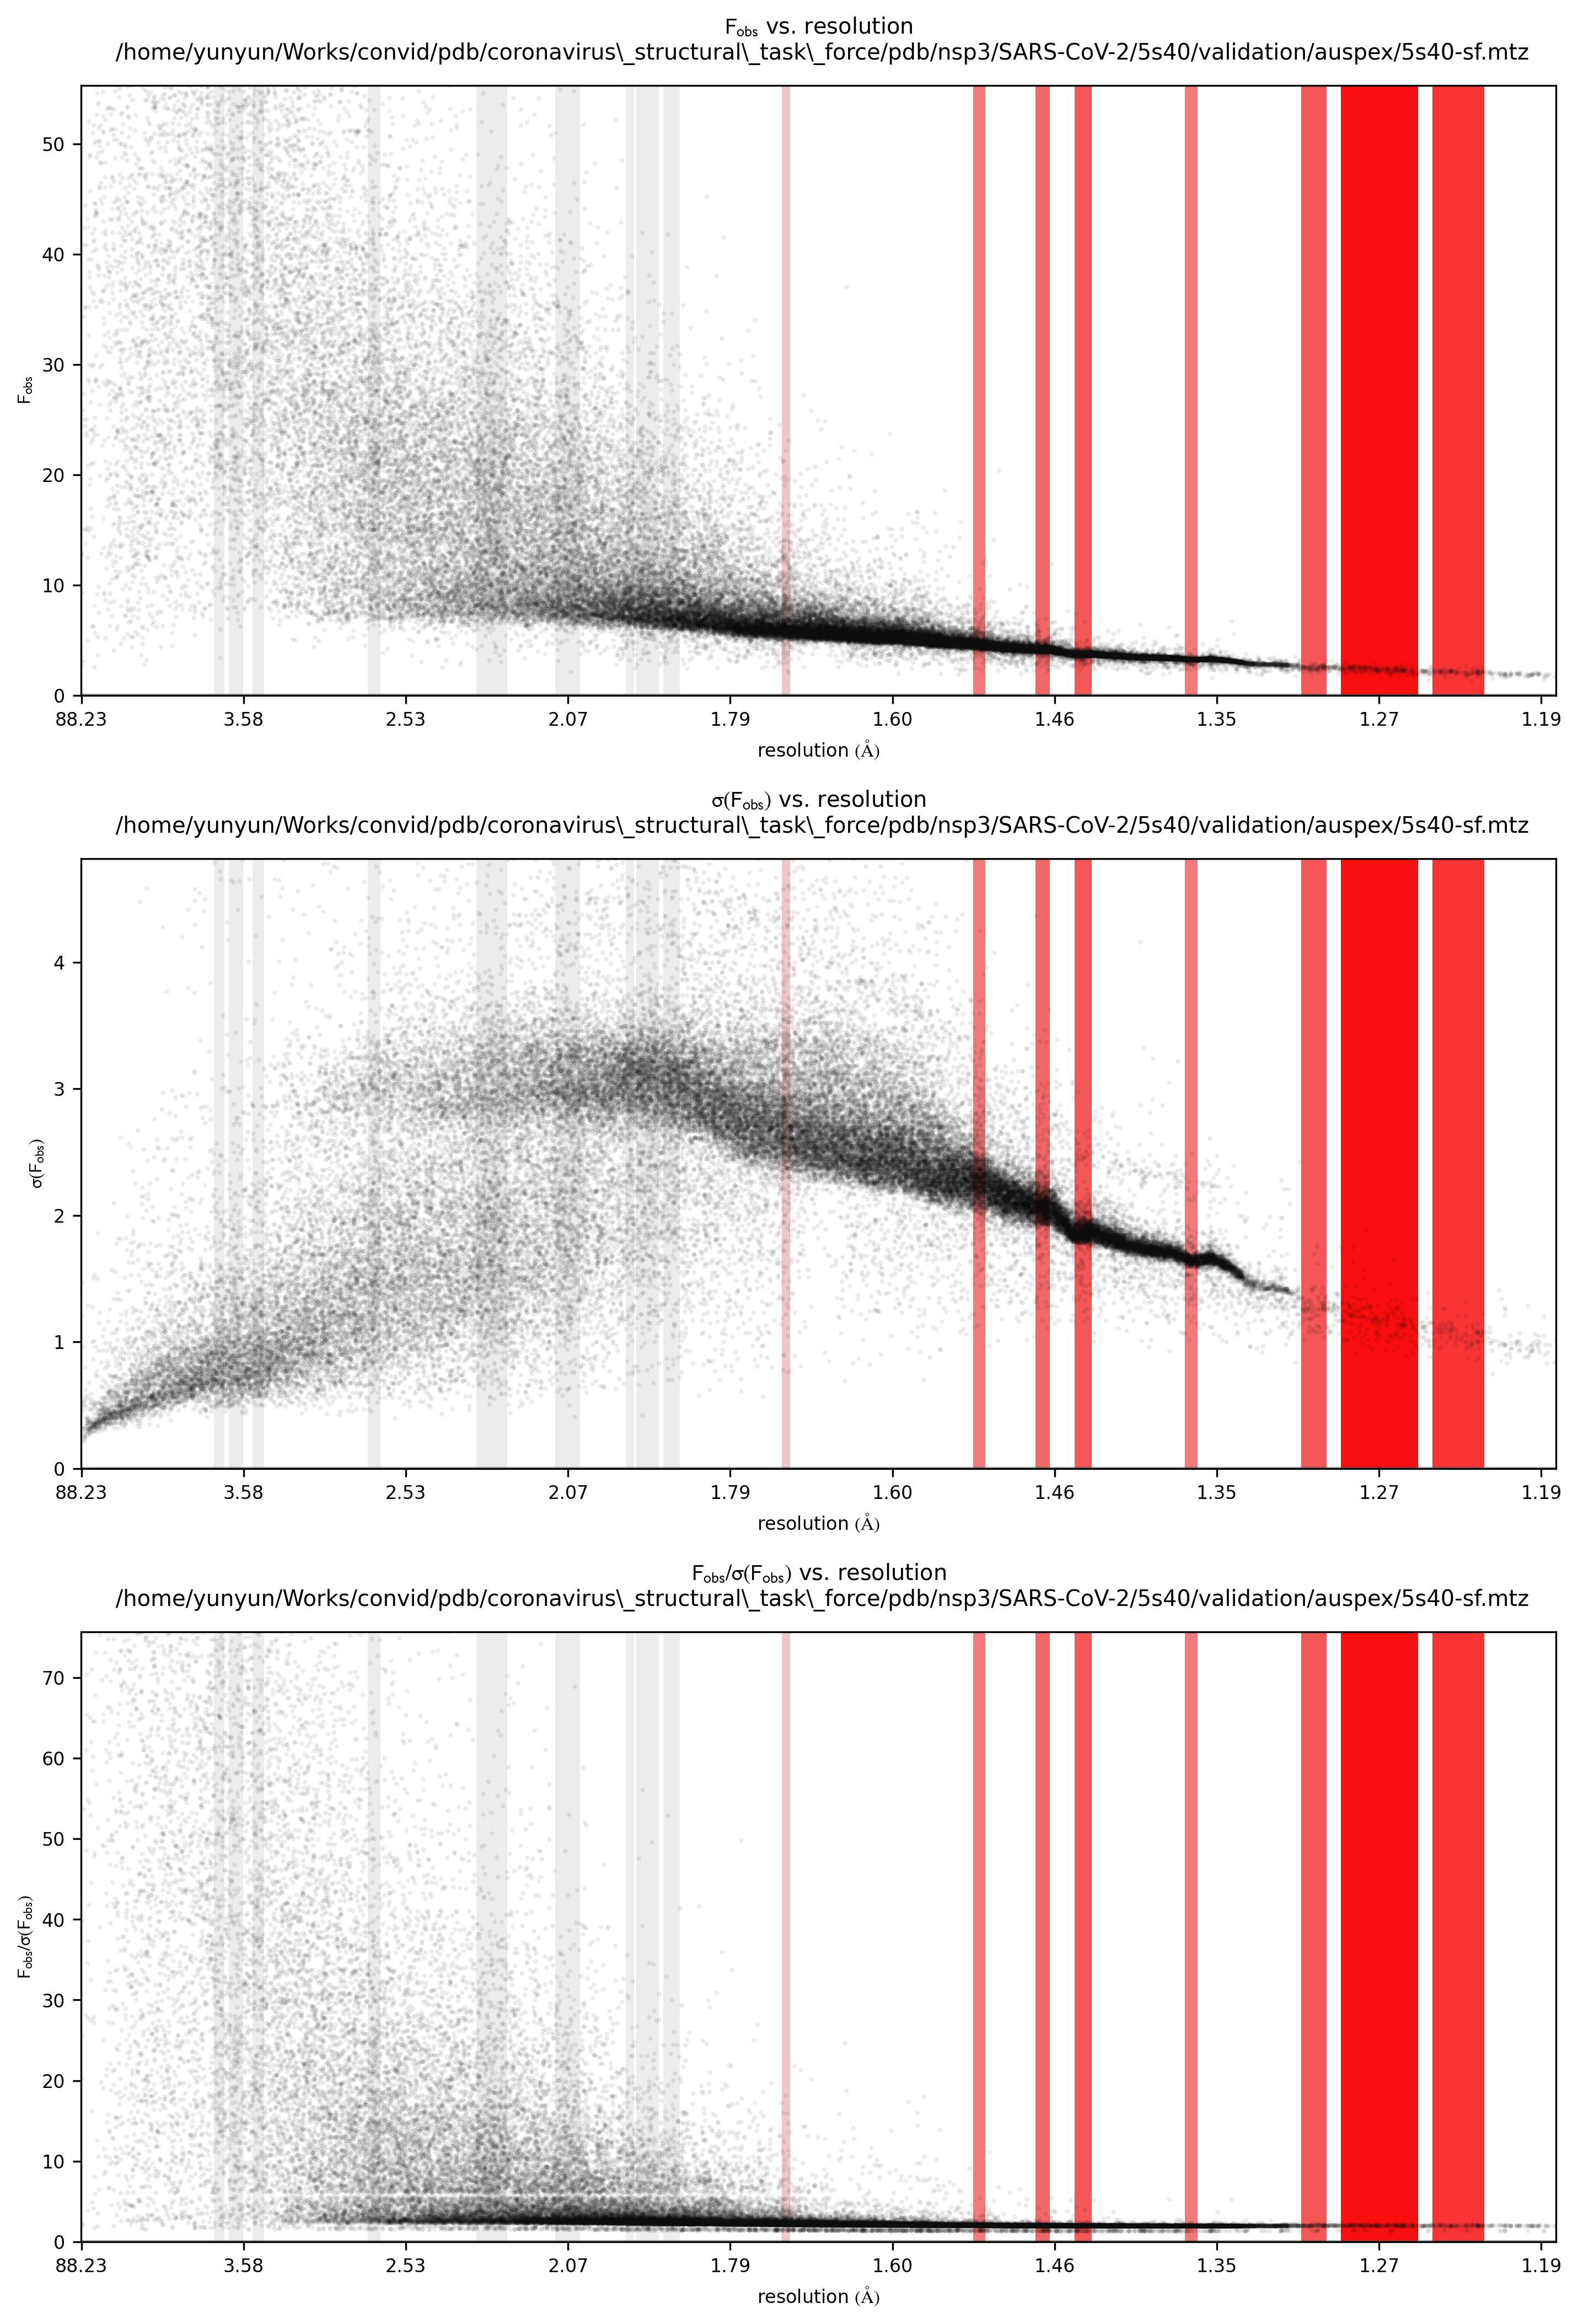 Fobs vs. resolution
/home/yunyun/Works/convid/pdb/coronavirus\_structural\_task\_force/pdb/nsp3/SARS-CoV-2/5s40/validation/auspex/5s40-sf.mtz
50
40
30
20
10
0
Fobs
88.23 3.58 2.53 2.07 1.79 1.60 1.46 1.35 1.27 1.19
resolution (Å)
σ(Fobs) vs. resolution
/home/yunyun/Works/convid/pdb/coronavirus\_structural\_task\_force/pdb/nsp3/SARS-CoV-2/5s40/validation/auspex/5s40-sf.mtz
4
3
2
1
0
σ(Fobs)
88.23 3.58 2.53 2.07 1.79 1.60 1.46 1.35 1.27 1.19
resolution (Å)
Fobs/σ(Fobs) vs. resolution
/home/yunyun/Works/convid/pdb/coronavirus\_structural\_task\_force/pdb/nsp3/SARS-CoV-2/5s40/validation/auspex/5s40-sf.mtz
70
60
50
40
30
20
10
0
Fobs/σ(Fobs)
88.23 3.58 2.53 2.07 1.79 1.60 1.46 1.35 1.27 1.19
resolution (Å)